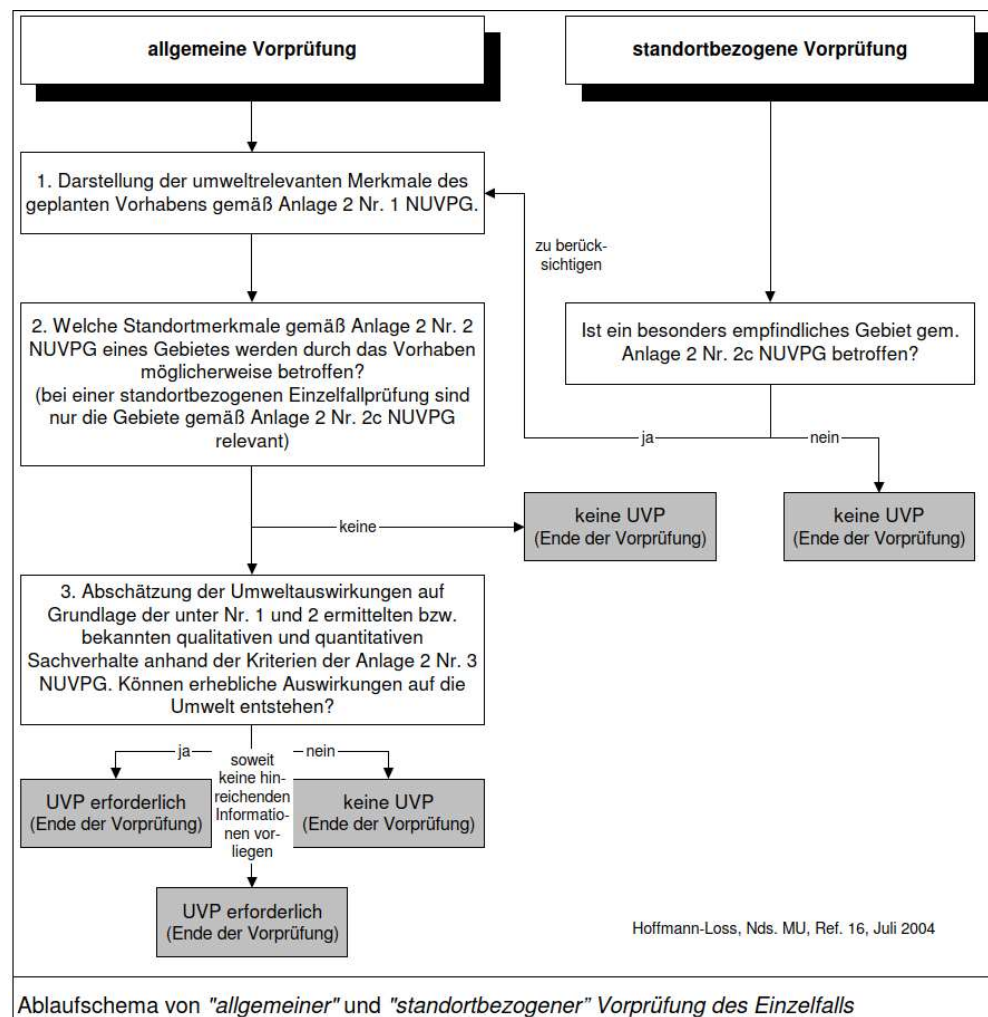 allgemeine Vorprüfung
standortbezogene Vorprüfung
1. Darstellung der umweltrelevanten Merkmale des
geplanten Vorhabens gemäß Anlage 2 Nr. 1 NUVPG.
zu berück-
sichtigen
2. Welche Standortmerkmale gemäß Anlage 2 Nr. 2
NUVPG eines Gebietes werden durch das Vorhaben
möglicherweise betroffen?
(bei einer standortbezogenen Einzelfallprüfung sind
nur die Gebiete gemäß Anlage 2 Nr. 2c NUVPG
relevant)
Ist ein besonders empfindliches Gebiet gem.
Anlage 2 Nr. 2c NUVPG betroffen?
ja
nein
keine
keine UVP
(Ende der Vorprüfung)
keine UVP
(Ende der Vorprüfung)
3. Abschätzung der Umweltauswirkungen auf
Grundlage der unter Nr. 1 und 2 ermittelten bzw.
bekannten qualitativen und quantitativen
Sachverhalte anhand der Kriterien der Anlage 2 Nr. 3
NUVPG. Können erhebliche Auswirkungen auf die
Umwelt entstehen?
ja
nein
soweit
keine hin-
reichenden
Informatio-
nen vor-
liegen
UVP erforderlich
(Ende der Vorprüfung)
keine UVP
(Ende der Vorprüfung)
UVP erforderlich
(Ende der Vorprüfung)
Hoffmann-Loss, Nds. MU, Ref. 16, Juli 2004
Ablaufschema von "allgemeiner" und "standortbezogener” Vorprüfung des Einzelfalls